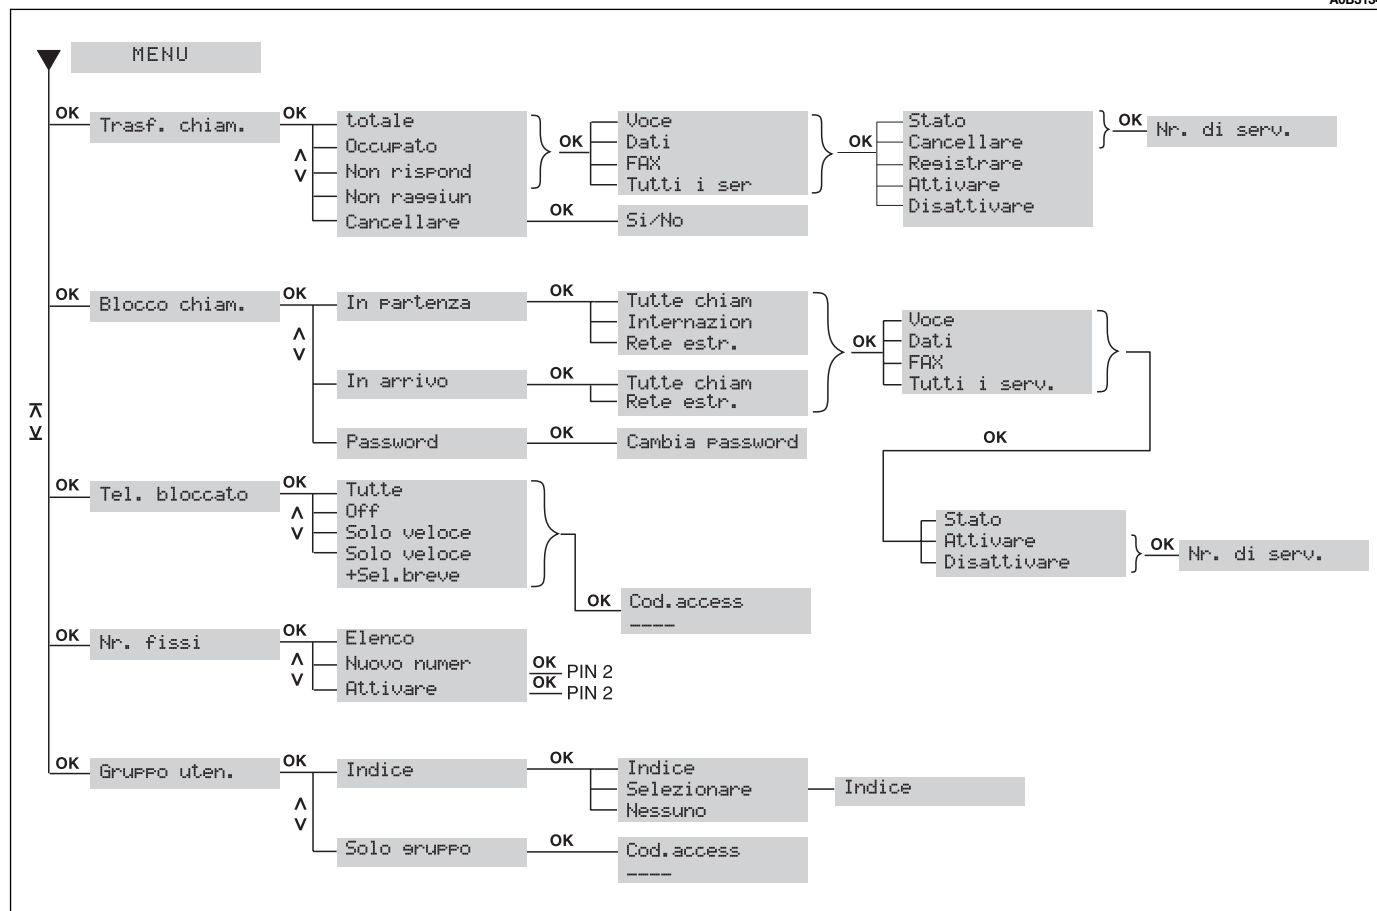 MENU
OK Trasf. chiam. OK
totale
Occupato
Non rispond
Non raggiun
Cancellare
OK
Voce
Dati
FAX
Tutti i ser
OK
Si/No
OK
Stato
Cancellare
Registrare
Attivare
Disattivare
OK
Nr. di serv.
OK Blocco chiam. OK
In partenza OK
Tutte chiam
Internazion
Rete estr.
In arrivo OK
Tutte chiam
Rete estr.
Password OK Cambia password
OK
Voce
Dati
FAX
Tutti i serv.
OK
Stato
Attivare
Disattivare
OK
Nr. di serv.
OK Tel. bloccato OK
Tutte
Off
Solo veloce
Solo veloce
+Sel.breve
OK
Cod.access
----
OK Nr. fissi OK
Elenco
Nuovo numer
Attivare
OK PIN 2
OK PIN 2
OK Gruppo uten. OK
Indice OK
Indice
Selezionare
Nessuno
Indice
Solo gruppo OK
Cod.access
----